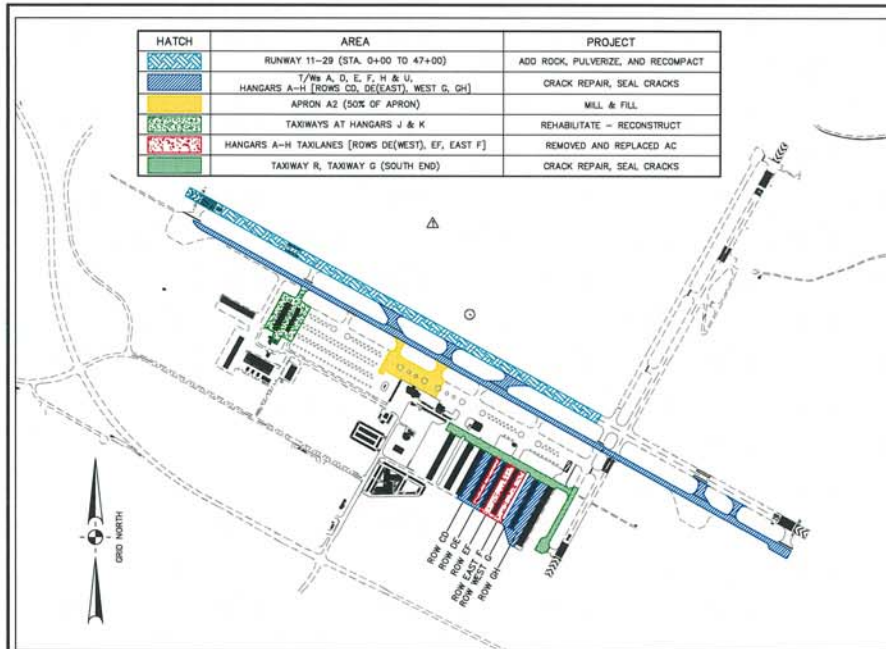 HATCH AREA PROJECT
RUNWAY 11-29 (STA. 0+00 TO 47+00) ADD ROCK, PULVERIZE, AND RECOMPACT
T/Ws A, D, E, F, H & U,
HANGARS A-H [ROWS CD, DE(EAST), WEST G, GH] CRACK REPAIR, SEAL CRACKS
APRON A2 (50% OF APRON) MILL & FILL
TAXIWAYS AT HANGARS J & K REHABILITATE - RECONSTRUCT
HANGARS A-H TAXILANES [ROWS DE(WEST), EF, EAST F] REMOVED AND REPLACED AC
TAXIWAY R, TAXIWAY G (SOUTH END) CRACK REPAIR, SEAL CRACKS
GRID NORTH
ROW CD
ROW DE
ROW EF
ROW EAST F
ROW WEST G
ROW GH